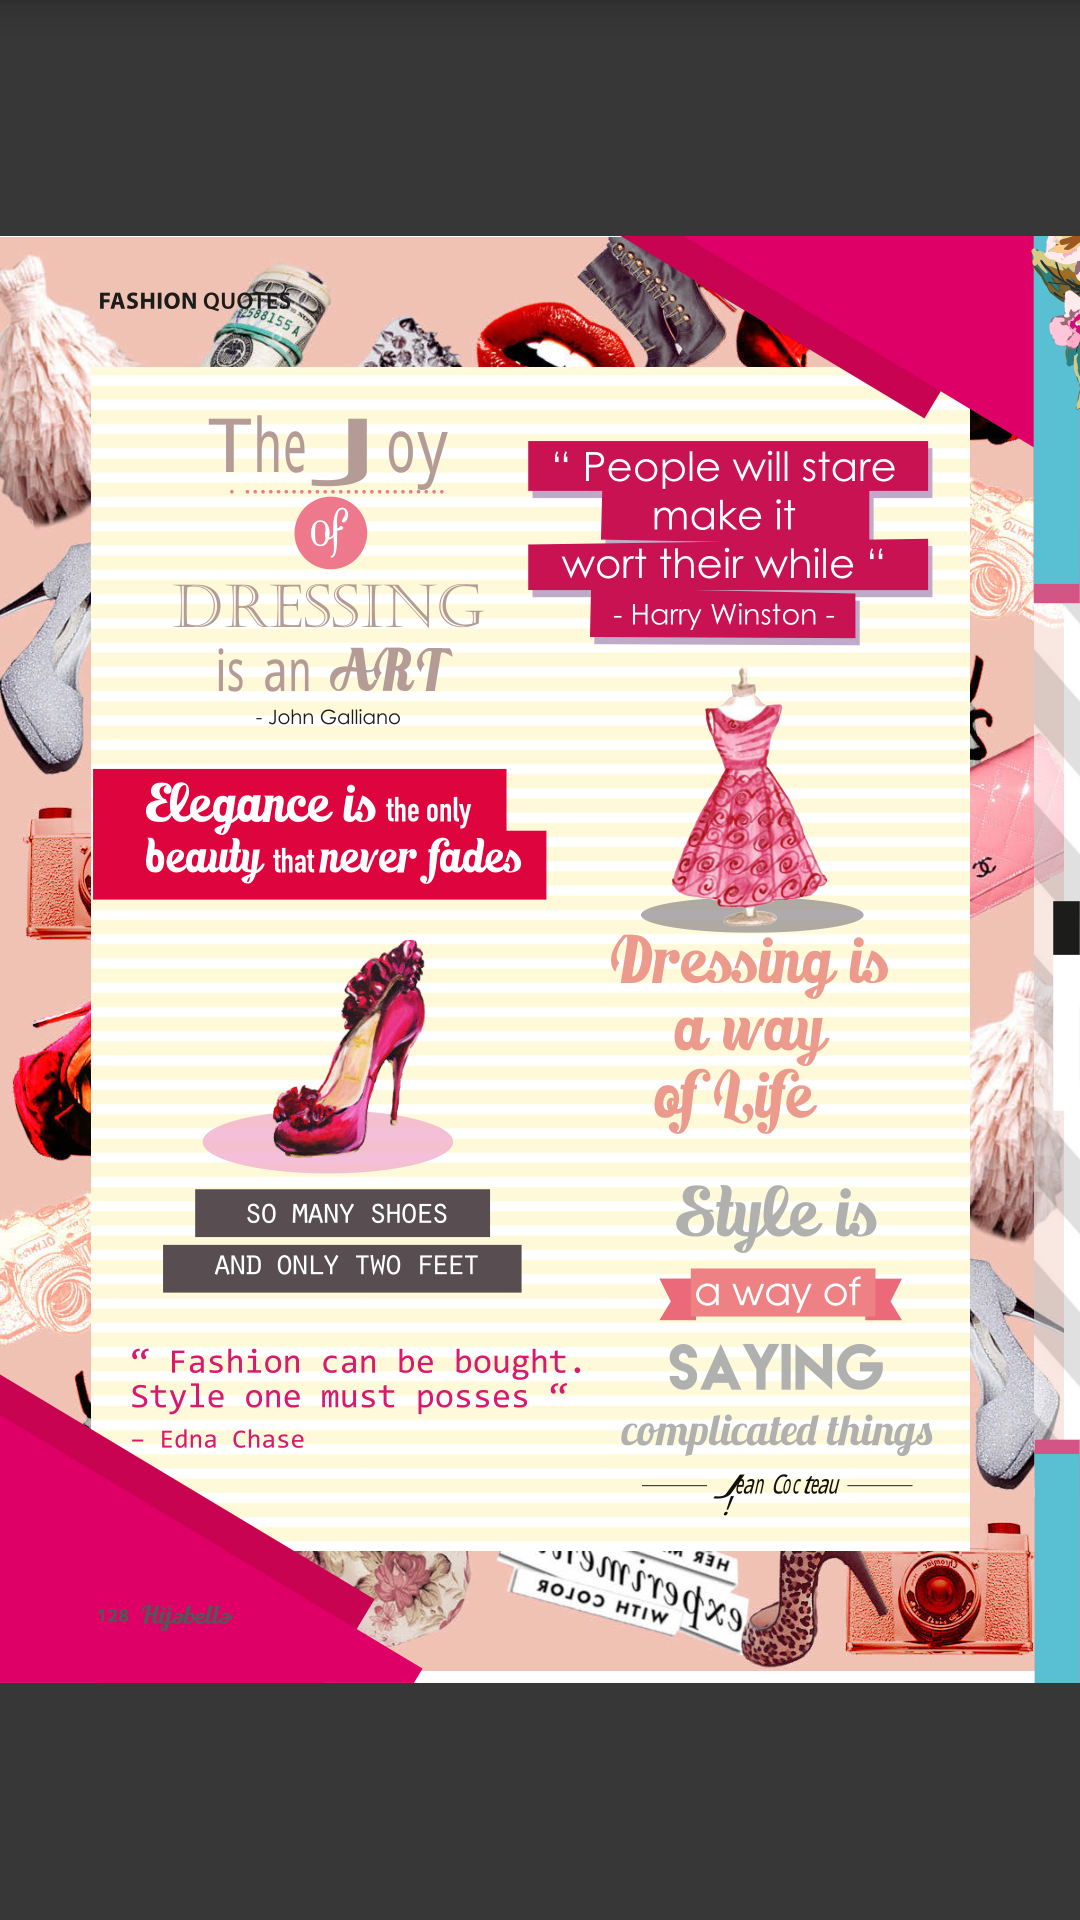 FASHION QUOTES
The Joy
of
DRESSING
is an ART
- John Galliano
“ People will stare
make it
wort their while “
- Harry Winston -
Elegance is the only
beauty that never fades
Dressing is
a way
of Life
SO MANY SHOES
AND ONLY TWO FEET
Style is
a way of
SAYING
complicated things
Jean Cocteau
“ Fashion can be bought.
Style one must posses “
– Edna Chase
experiment
WITH COLOR
128 Hijabella